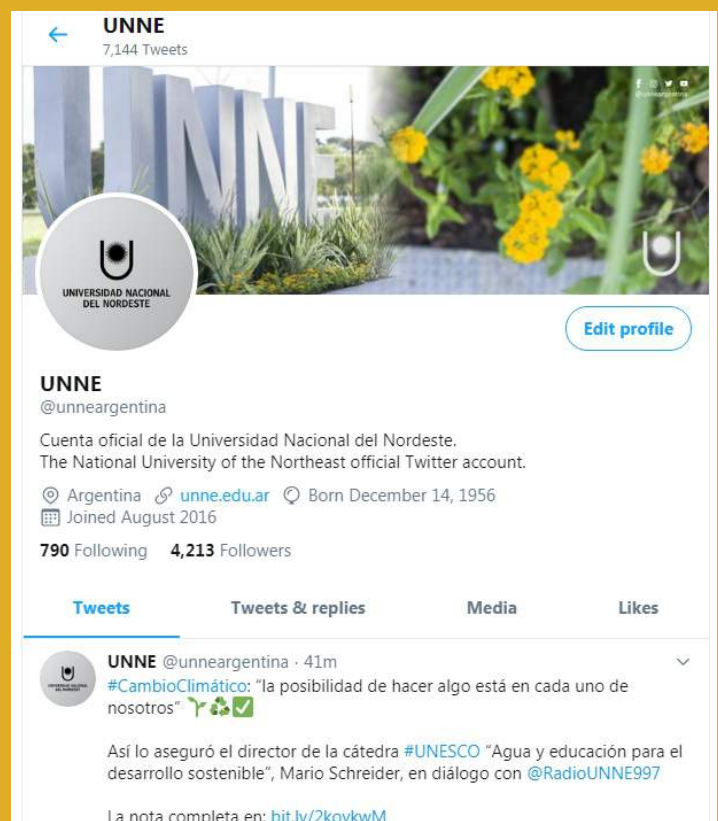 UNNE
7,144 Tweets
UNNE
@unneargentina
UNIVERSIDAD NACIONAL
DEL NORDESTE
Edit profile
UNNE
@unneargentina
Cuenta oficial de la Universidad Nacional del Nordeste.
The National University of the Northeast official Twitter account.
Argentina unne.edu.ar Born December 14, 1956
Joined August 2016
790 Following 4,213 Followers
Tweets Tweets & replies Media Likes
UNNE @unneargentina · 41m
#CambioClimático: “la posibilidad de hacer algo está en cada uno de
nosotros” 🌱♻️✅
Así lo aseguró el director de la cátedra #UNESCO “Agua y educación para el
desarrollo sostenible”, Mario Schreider, en diálogo con @RadioUNNE997
La nota completa en: bit.ly/2kovkwM